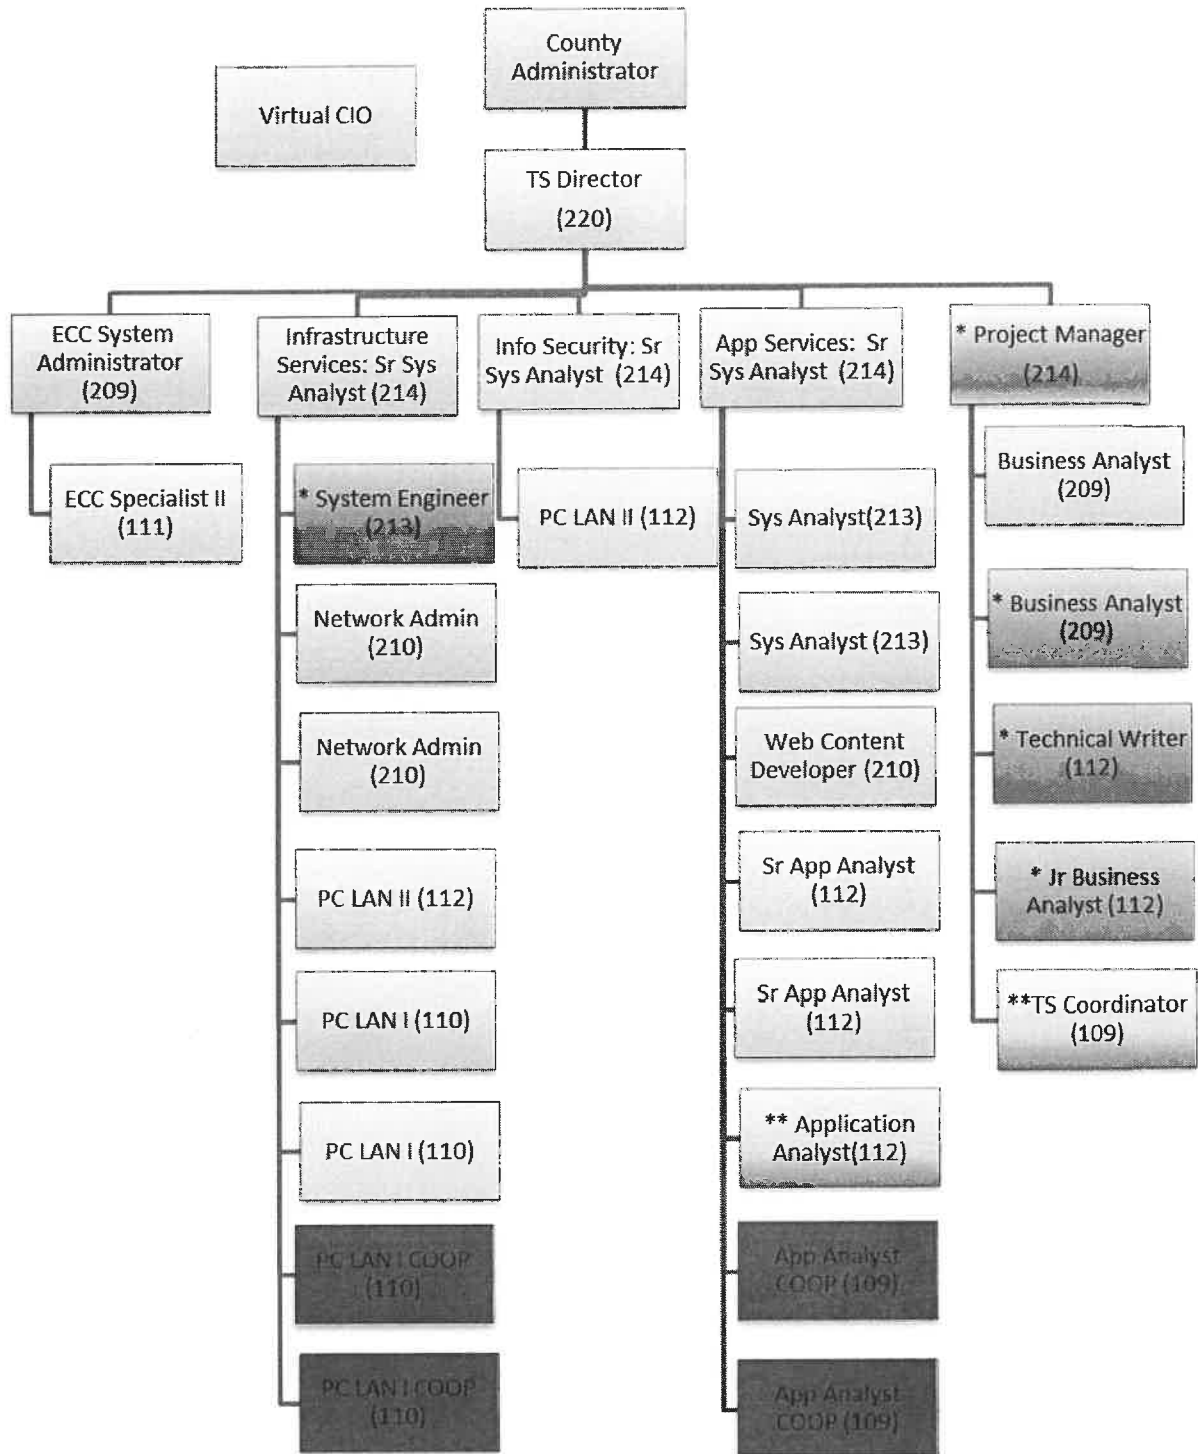 County
Administrator
Virtual CIO
TS Director
(220)
ECC System
Administrator
(209)
ECC Specialist II
(111)
Infrastructure
Services: Sr Sys
Analyst (214)
* System Engineer
(213)
Network Admin
(210)
Network Admin
(210)
PC LAN II (112)
PC LAN I (110)
PC LAN I (110)
PC LAN I COOP
(110)
PC LAN I COOP
(110)
Info Security: Sr
Sys Analyst (214)
PC LAN II (112)
App Services: Sr
Sys Analyst (214)
Sys Analyst(213)
Sys Analyst (213)
Web Content
Developer (210)
Sr App Analyst
(112)
Sr App Analyst
(112)
** Application
Analyst(112)
App Analyst
COOP (109)
App Analyst
COOP (109)
* Project Manager
(214)
Business Analyst
(209)
* Business Analyst
(209)
* Technical Writer
(112)
* Jr Business
Analyst (112)
**TS Coordinator
(109)